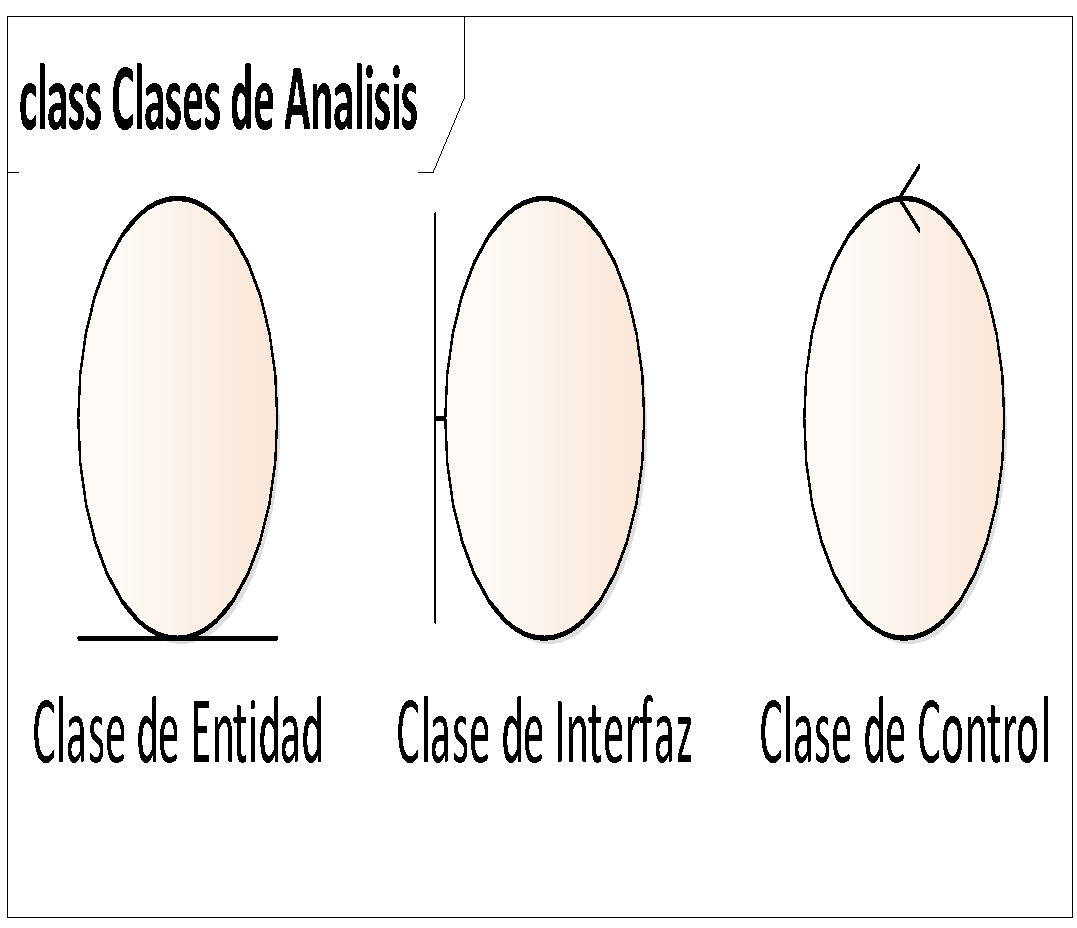 class Clases de Analisis
Clase de Entidad
Clase de Interfaz
Clase de Control